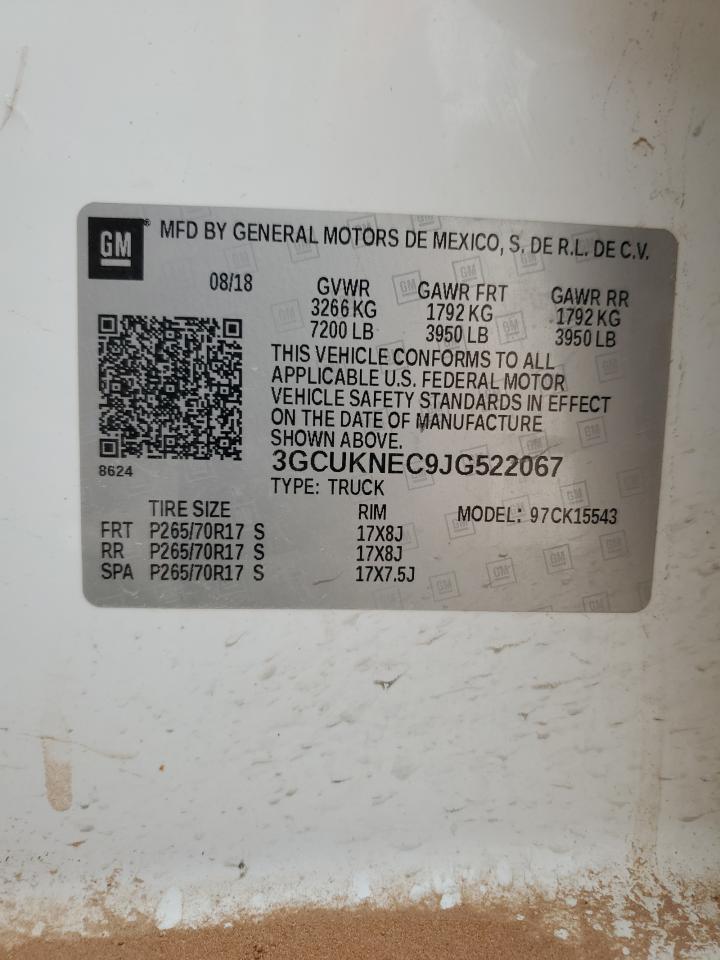 GM® MFD BY GENERAL MOTORS DE MEXICO, S. DE R.L. DE C.V.
08/18 GVWR GAWR FRT GAWR RR
3266 KG 1792 KG 1792 KG
7200 LB 3950 LB 3950 LB
THIS VEHICLE CONFORMS TO ALL
APPLICABLE U.S. FEDERAL MOTOR
VEHICLE SAFETY STANDARDS IN EFFECT
ON THE DATE OF MANUFACTURE
SHOWN ABOVE.
8624
3GCUKNEC9JG522067
TYPE: TRUCK
TIRE SIZE RIM MODEL: 97CK15543
FRT P265/70R17 S 17X8J
RR P265/70R17 S 17X8J
SPA P265/70R17 S 17X7.5J